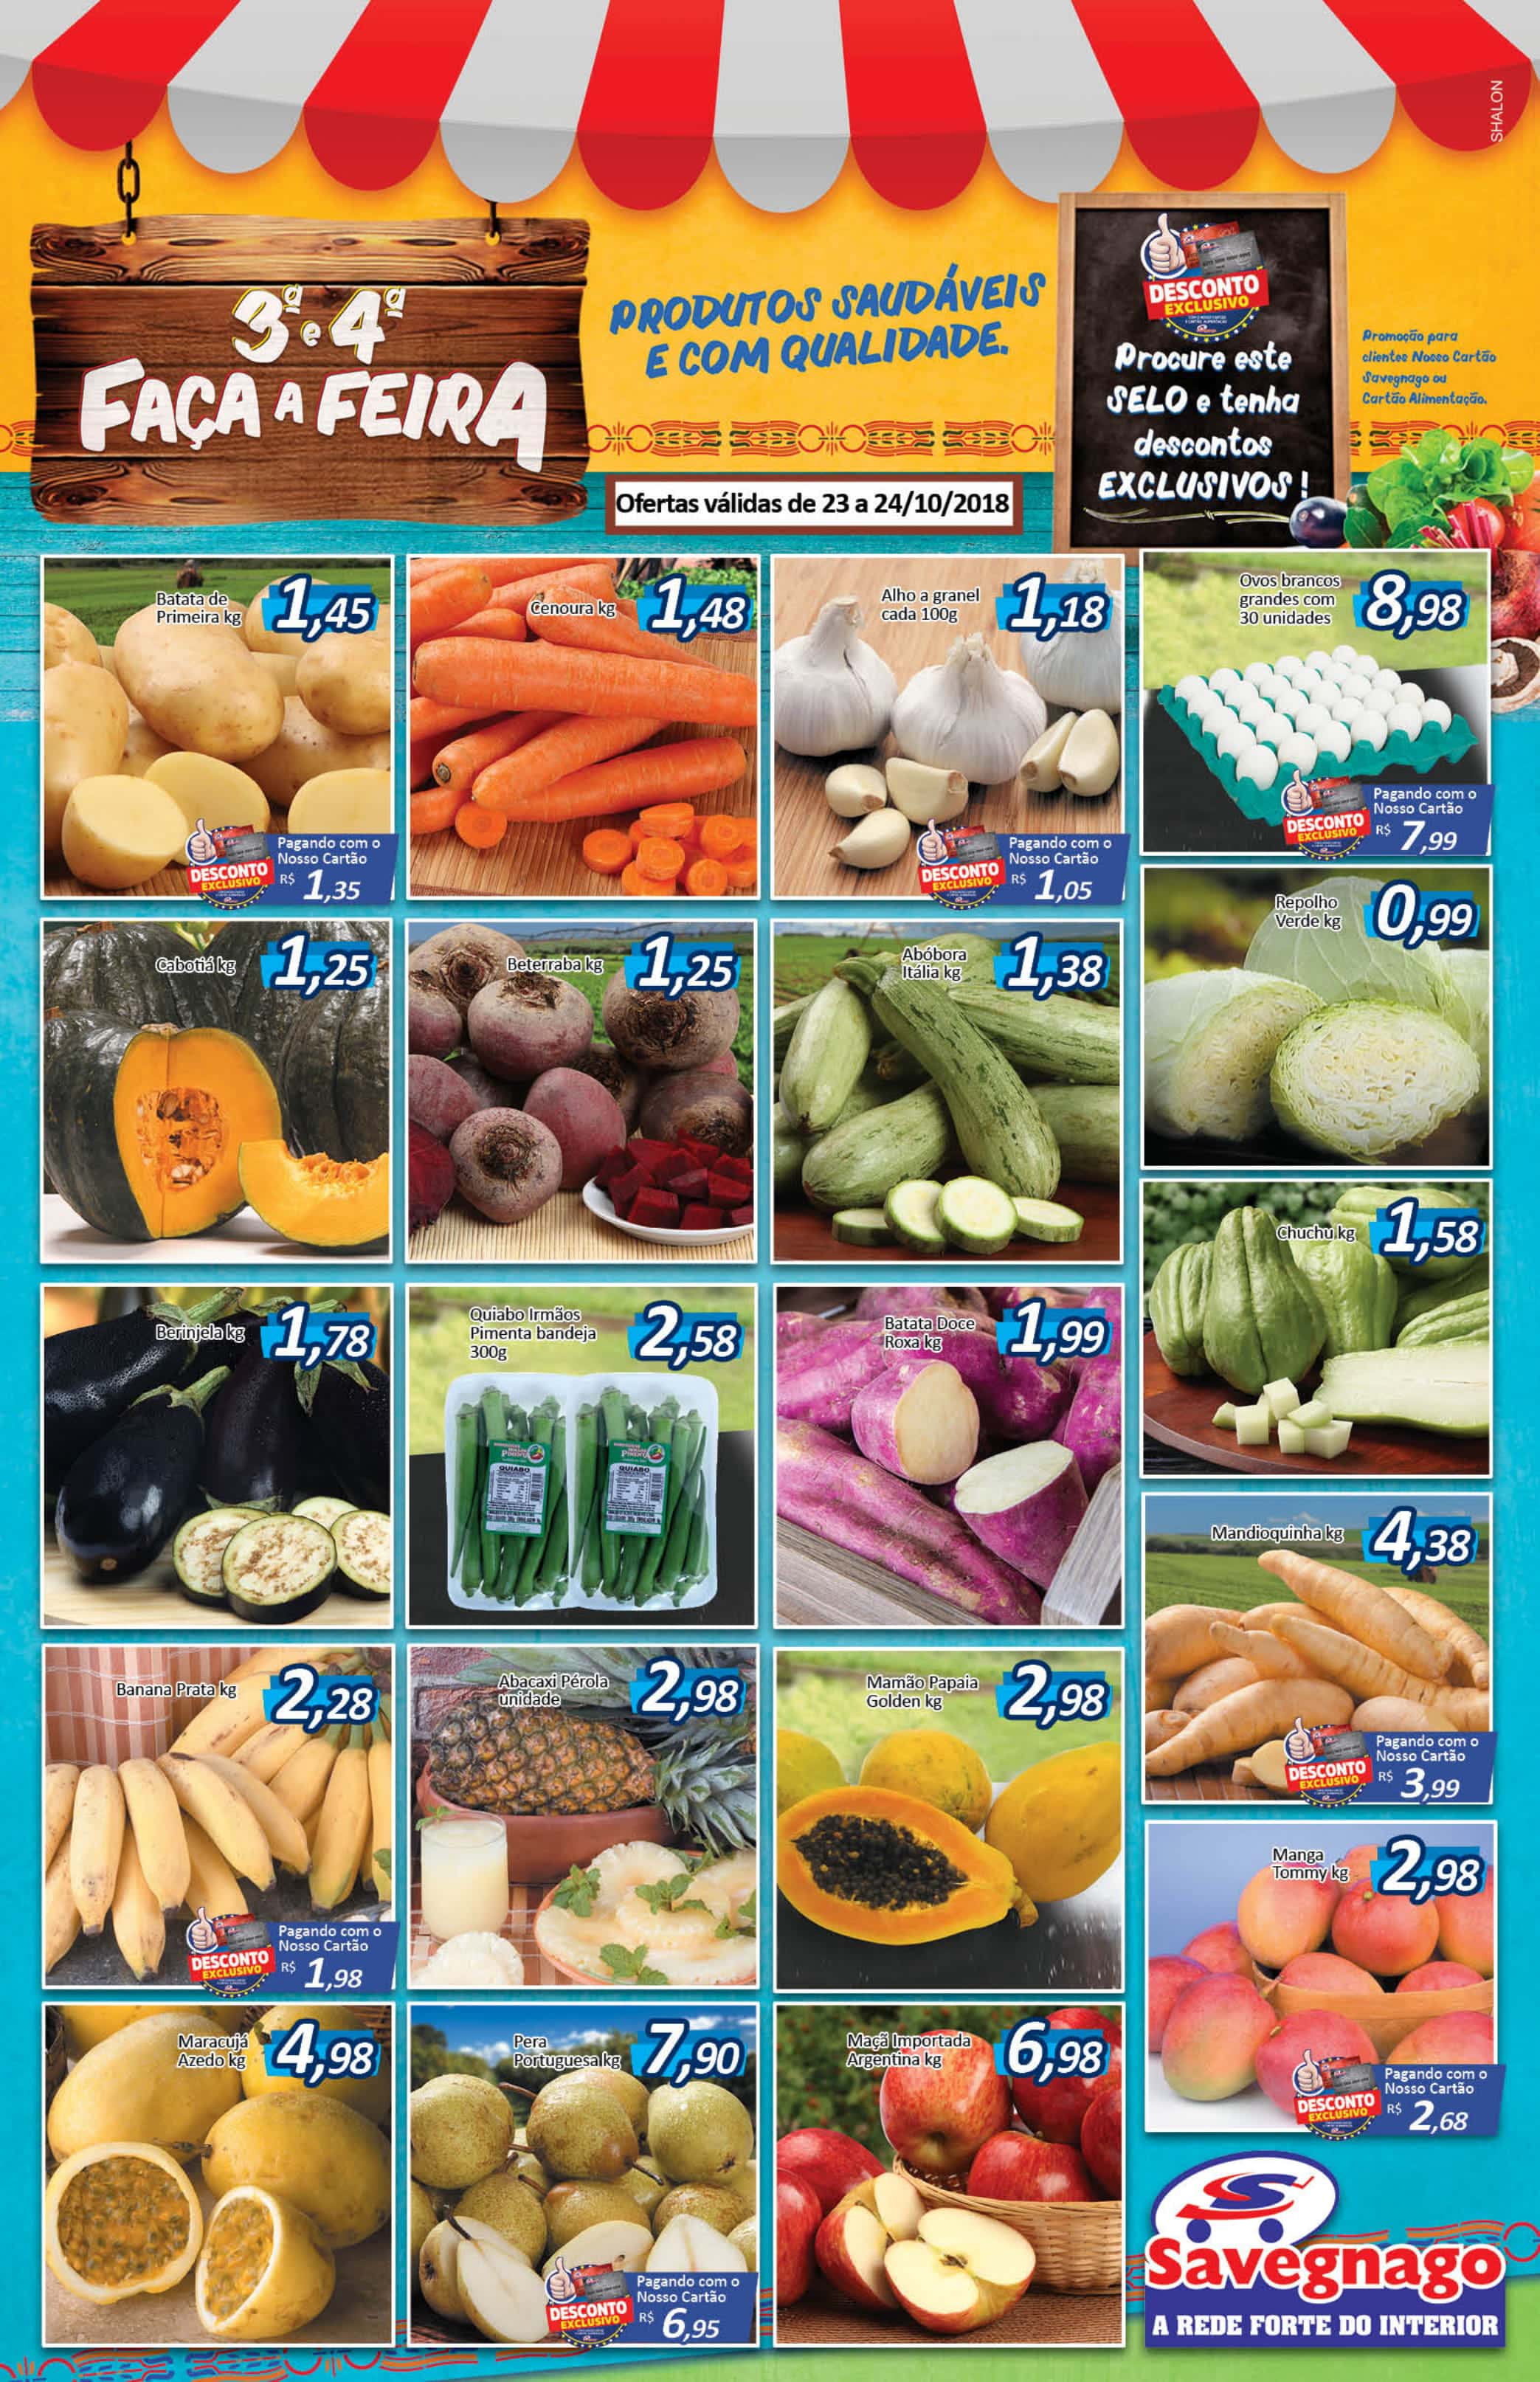 SHALON
3ª e 4ª
FAÇA A FEIRA
PRODUTOS SAUDÁVEIS
E COM QUALIDADE.
Ofertas válidas de 23 a 24/10/2018
DESCONTO
EXCLUSIVO
Procure este
SELO e tenha
descontos
EXCLUSIVOS!
Promoção para
clientes Nosso Cartão
Savegnago ou
Cartão Alimentação.
Batata de
Primeira kg
1,45
DESCONTO
EXCLUSIVO
Pagando com o
Nosso Cartão
R$ 1,35
Cenoura kg
1,48
Alho a granel
cada 100g
1,18
DESCONTO
EXCLUSIVO
Pagando com o
Nosso Cartão
R$ 1,05
Ovos brancos
grandes com
30 unidades
8,98
DESCONTO
EXCLUSIVO
Pagando com o
Nosso Cartão
R$ 7,99
Cabotiá kg
1,25
Beterraba kg
1,25
Abóbora
Itália kg
1,38
Repolho
Verde kg
0,99
Chuchu kg
1,58
Berinjela kg
1,78
Quiabo Irmãos
Pimenta bandeja
300g
2,58
PIMENTA
QUIABO
PIMENTA
QUIABO
Batata Doce
Roxa kg
1,99
Mandioquinha kg
4,38
DESCONTO
EXCLUSIVO
Pagando com o
Nosso Cartão
R$ 3,99
Banana Prata kg
2,28
DESCONTO
EXCLUSIVO
Pagando com o
Nosso Cartão
R$ 1,98
Abacaxi Pérola
unidade
2,98
Mamão Papaia
Golden kg
2,98
Manga
Tommy kg
2,98
DESCONTO
EXCLUSIVO
Pagando com o
Nosso Cartão
R$ 2,68
Maracujá
Azedo kg
4,98
Pera
Portuguesa kg
7,90
DESCONTO
EXCLUSIVO
Pagando com o
Nosso Cartão
R$ 6,95
Maçã Importada
Argentina kg
6,98
Savegnago
A REDE FORTE DO INTERIOR